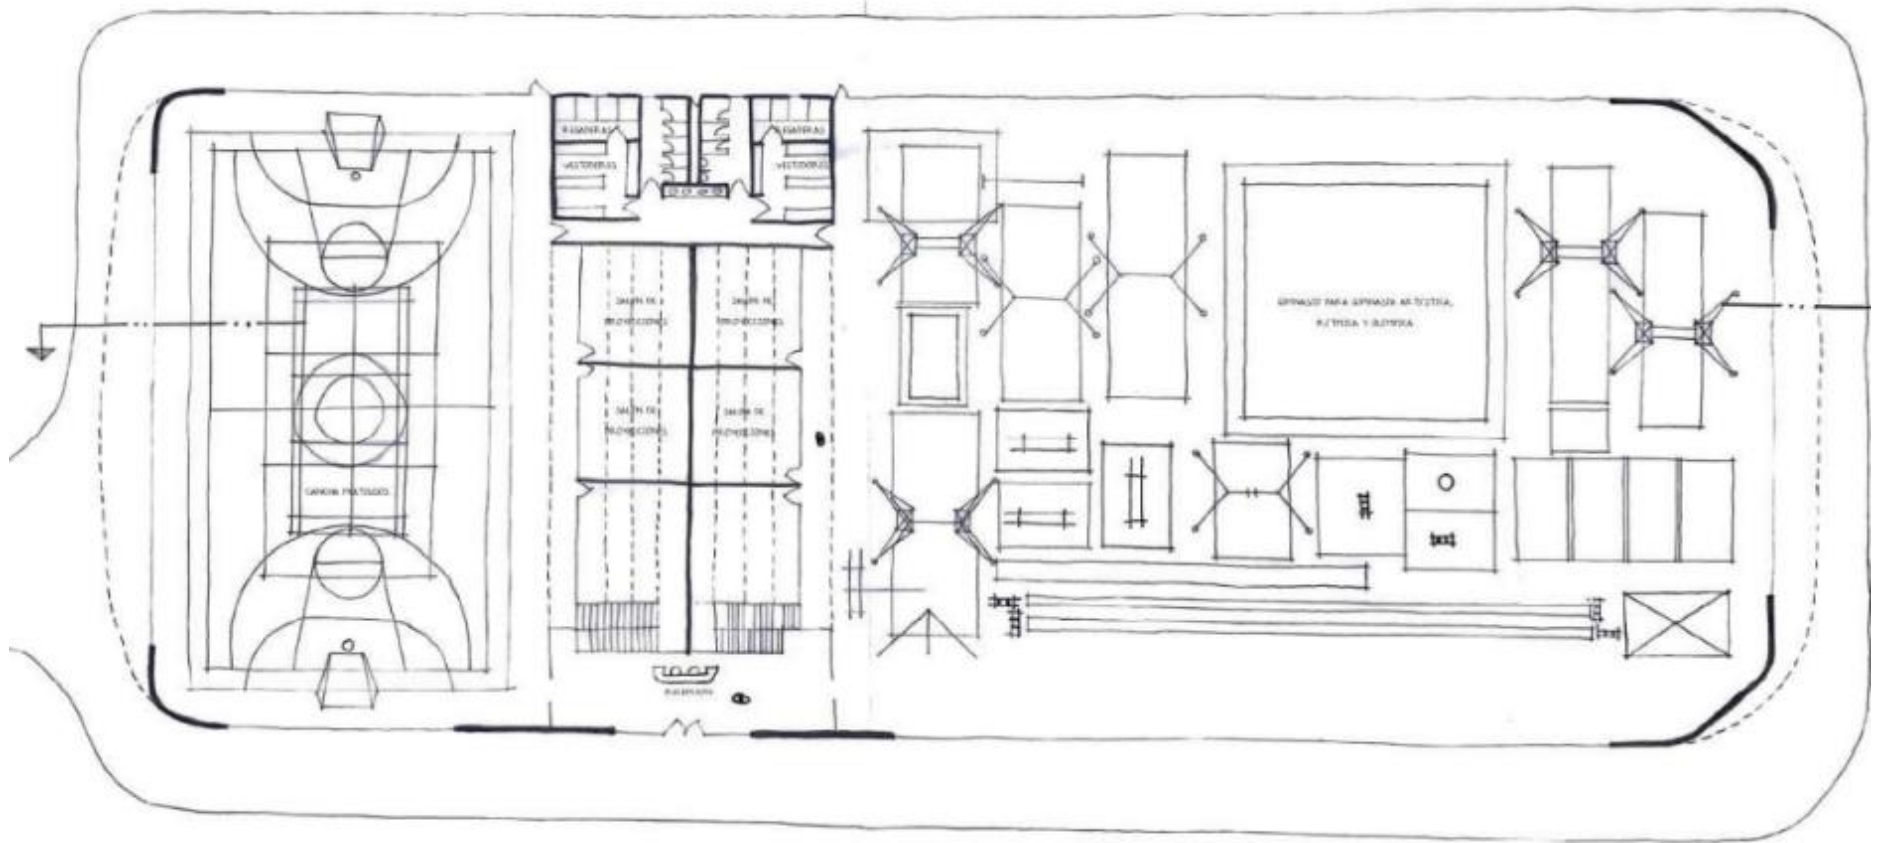 REGADERAS
REGADERAS
VESTIDORES
VESTIDORES
SALON DE
PROYECCIONES
SALON DE
PROYECCIONES
GIMNASIO PARA GIMNASIA ARTISTICA,
RITMICA Y OLIMPICA
SALON DE
PROYECCIONES
SALON DE
PROYECCIONES
CANCHA MULTIUSOS